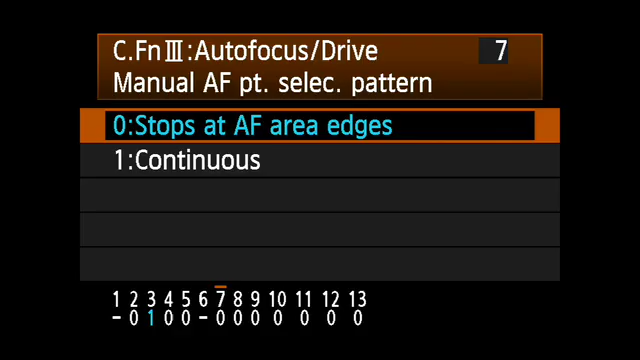 C.FnⅢ:Autofocus/Drive 7
Manual AF pt. selec. pattern
0:Stops at AF area edges
1:Continuous
1 2 3 4 5 6 7 8 9 10 11 12 13
– 0 1 0 0 – 0 0 0 0 0 0 0